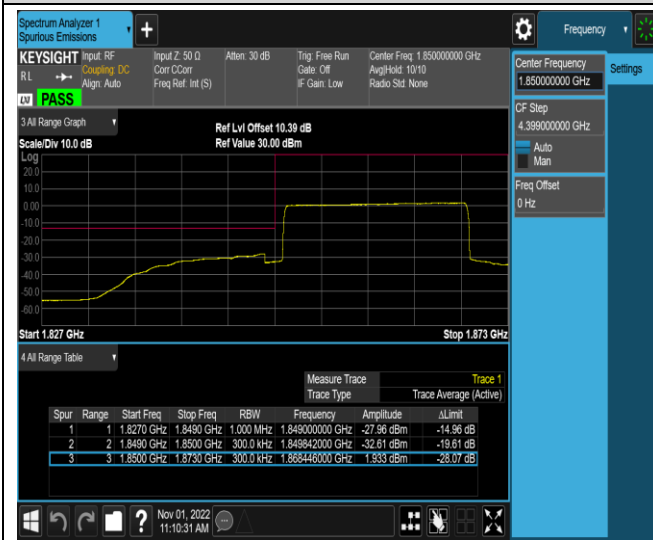 Spectrum Analyzer 1
Spurious Emissions
Frequency
KEYSIGHT
RL
LXI PASS
Input: RF
Coupling: DC
Align: Auto
Input Z: 50 Ω
Corr CCorr
Freq Ref: Int (S)
Atten: 30 dB
Trig: Free Run
Gate: Off
IF Gain: Low
Center Freq: 1.850000000 GHz
Avg|Hold: 10/10
Radio Std: None
Center Frequency
1.850000000 GHz
Settings
CF Step
4.399000000 GHz
Auto
Man
Freq Offset
0 Hz
3 All Range Graph
Scale/Div 10.0 dB
Ref Lvl Offset 10.39 dB
Ref Value 30.00 dBm
Log
20.0
10.0
0.00
-10.0
-20.0
-30.0
-40.0
-50.0
-60.0
Start 1.827 GHz
Stop 1.873 GHz
4 All Range Table
Measure Trace Trace 1
Trace Type Trace Average (Active)
Spur Range Start Freq Stop Freq RBW Frequency Amplitude ΔLimit
1 1 1.8270 GHz 1.8490 GHz 1.000 MHz 1.849000000 GHz -27.96 dBm -14.96 dB
2 2 1.8490 GHz 1.8500 GHz 300.0 kHz 1.849842000 GHz -32.61 dBm -19.61 dB
3 3 1.8500 GHz 1.8730 GHz 300.0 kHz 1.868446000 GHz 1.933 dBm -28.07 dB
Nov 01, 2022
11:10:31 AM